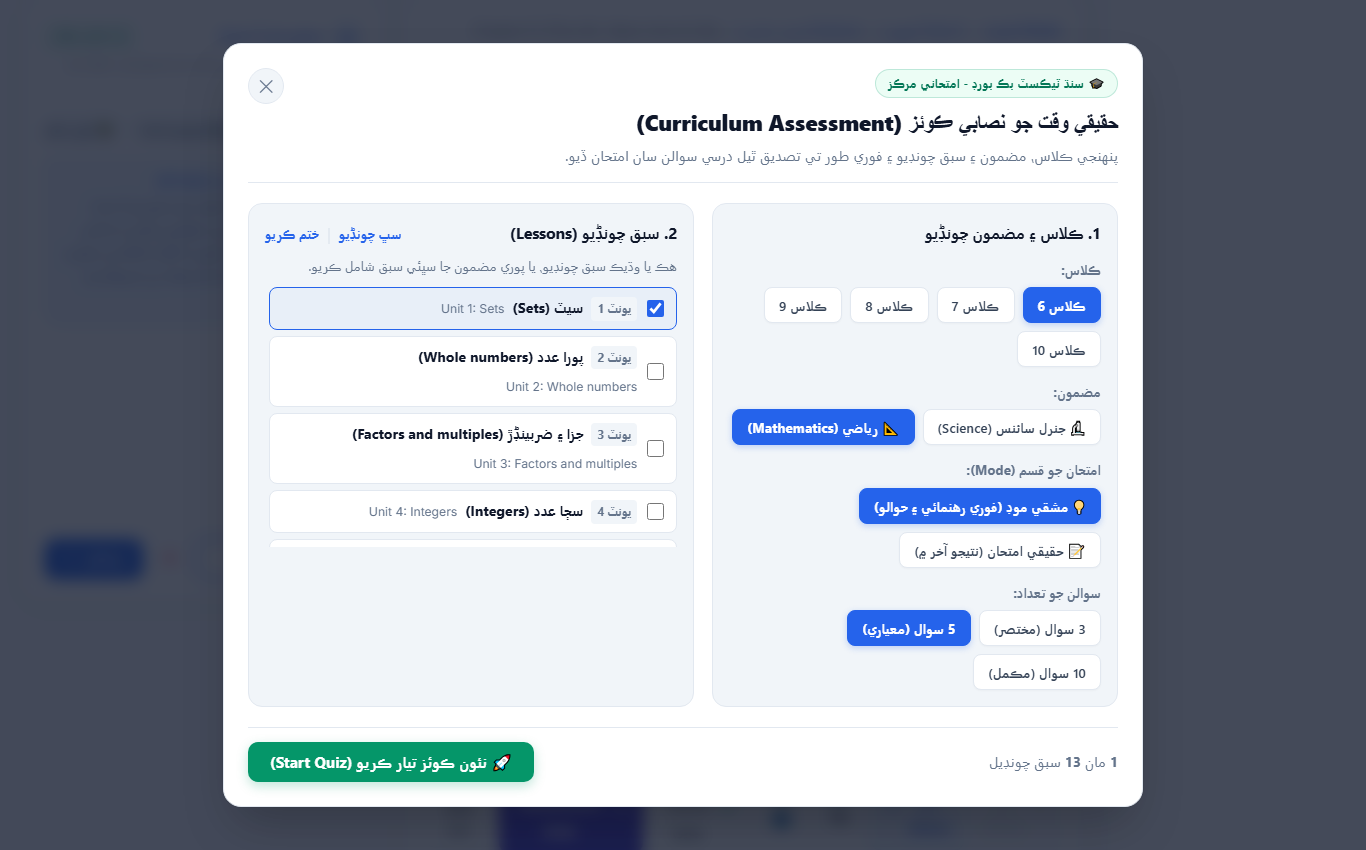 🎓 سنڌ ٽيڪسٽ بڪ بورڊ - امتحاني مرڪز
حقيقي وقت جو نصابي ڪوئز (Curriculum Assessment)
پنهنجي ڪلاس، مضمون ۽ سبق چونڊيو ۽ فوري طور تي تصديق ٿيل درسي سوالن سان امتحان ڏيو.
1. ڪلاس ۽ مضمون چونڊيو
ڪلاس:
ڪلاس 6
ڪلاس 7
ڪلاس 8
ڪلاس 9
ڪلاس 10
مضمون:
🔬 جنرل سائنس (Science)
📐 رياضي (Mathematics)
امتحان جو قسم (Mode):
💡 مشقي موڊ (فوري رهنمائي ۽ حوالو)
📝 حقيقي امتحان (نتيجو آخر ۾)
سوالن جو تعداد:
3 سوال (مختصر)
5 سوال (معياري)
10 سوال (مڪمل)
2. سبق چونڊيو (Lessons)
سڀ چونڊيو | ختم ڪريو
هڪ يا وڌيڪ سبق چونڊيو، يا پوري مضمون جا سڀئي سبق شامل ڪريو.
يونٽ 1 سيٽ (Sets) Unit 1: Sets
يونٽ 2 پورا عدد (Whole numbers)
Unit 2: Whole numbers
يونٽ 3 جزا ۽ ضربينڊڙ (Factors and multiples)
Unit 3: Factors and multiples
يونٽ 4 سڄا عدد (Integers) Unit 4: Integers
1 مان 13 سبق چونڊيل
🚀 نئون ڪوئز تيار ڪريو (Start Quiz)